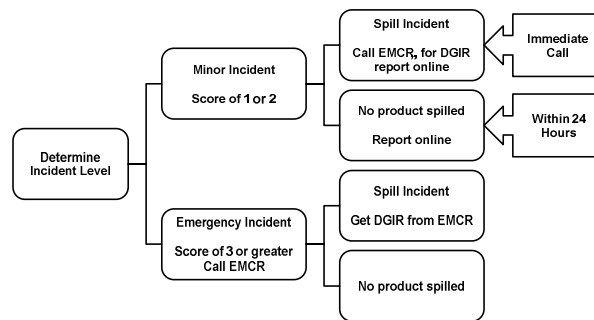 Determine
Incident Level
Minor Incident
Score of 1 or 2
Spill Incident
Call EMCR, for DGIR
report online
Immediate
Call
No product spilled
Report online
Within 24
Hours
Emergency Incident
Score of 3 or greater
Call EMCR
Spill Incident
Get DGIR from EMCR
No product spilled